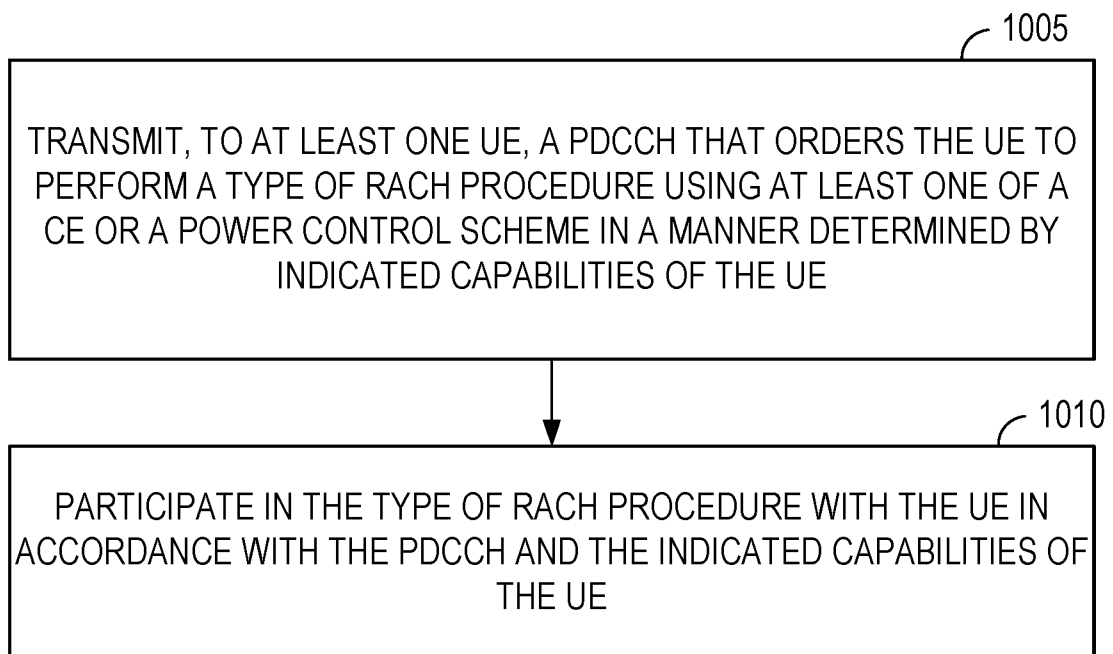 1005
TRANSMIT, TO AT LEAST ONE UE, A PDCCH THAT ORDERS THE UE TO
PERFORM A TYPE OF RACH PROCEDURE USING AT LEAST ONE OF A
CE OR A POWER CONTROL SCHEME IN A MANNER DETERMINED BY
INDICATED CAPABILITIES OF THE UE
1010
PARTICIPATE IN THE TYPE OF RACH PROCEDURE WITH THE UE IN
ACCORDANCE WITH THE PDCCH AND THE INDICATED CAPABILITIES OF
THE UE